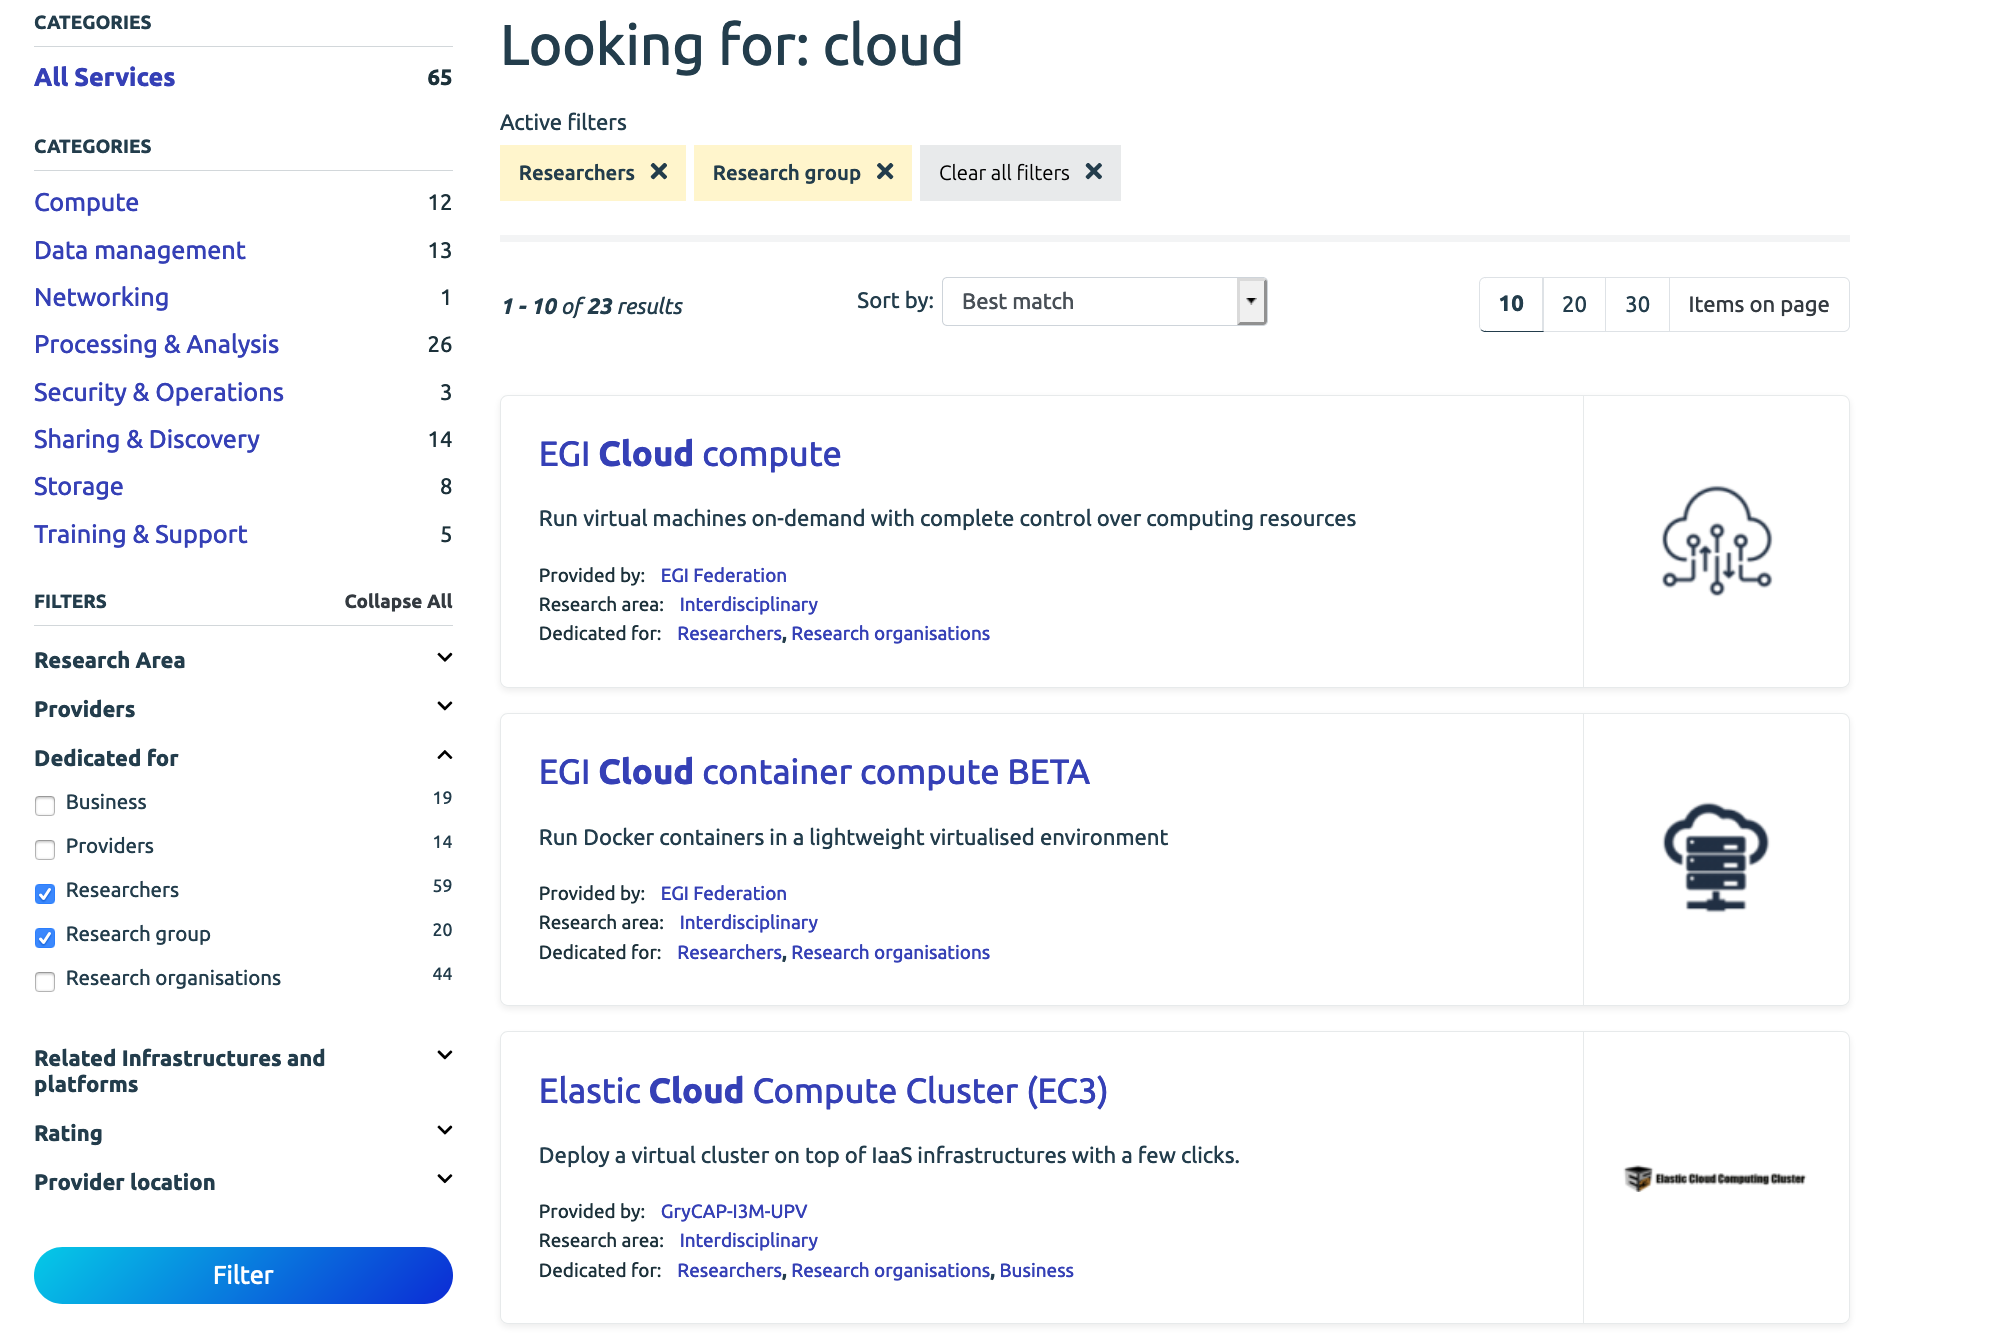 CATEGORIES
All Services 65
CATEGORIES
Compute 12
Data management 13
Networking 1
Processing & Analysis 26
Security & Operations 3
Sharing & Discovery 14
Storage 8
Training & Support 5
FILTERS Collapse All
Research Area
Providers
Dedicated for
Business 19
Providers 14
Researchers 59
Research group 20
Research organisations 44
Related Infrastructures and
platforms
Rating
Provider location
Filter
Looking for: cloud
Active filters
Researchers Research group Clear all filters
1 - 10 of 23 results Sort by: Best match 10 20 30 Items on page
EGI Cloud compute
Run virtual machines on-demand with complete control over computing resources
Provided by: EGI Federation
Research area: Interdisciplinary
Dedicated for: Researchers, Research organisations
EGI Cloud container compute BETA
Run Docker containers in a lightweight virtualised environment
Provided by: EGI Federation
Research area: Interdisciplinary
Dedicated for: Researchers, Research organisations
Elastic Cloud Compute Cluster (EC3)
Deploy a virtual cluster on top of IaaS infrastructures with a few clicks.
Provided by: GryCAP-I3M-UPV
Research area: Interdisciplinary
Dedicated for: Researchers, Research organisations, Business
Elastic Cloud Computing Cluster